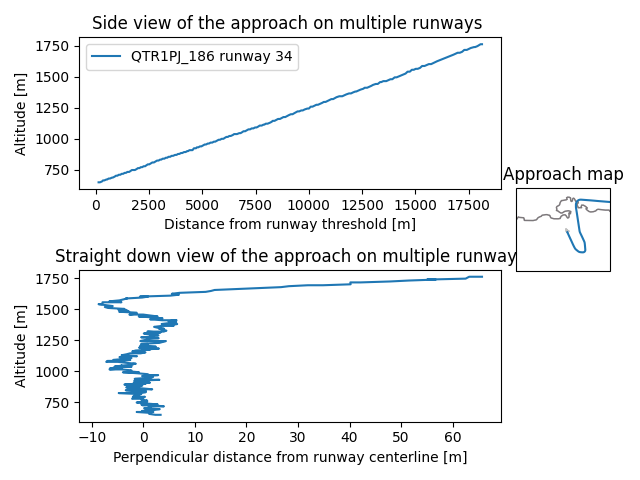 Side view of the approach on multiple runways
QTR1PJ_186 runway 34
Altitude [m]
1750
1500
1250
1000
750
0 2500 5000 7500 10000 12500 15000 17500
Distance from runway threshold [m]
Approach map
Straight down view of the approach on multiple runway
Altitude [m]
1750
1500
1250
1000
750
−10 0 10 20 30 40 50 60
Perpendicular distance from runway centerline [m]